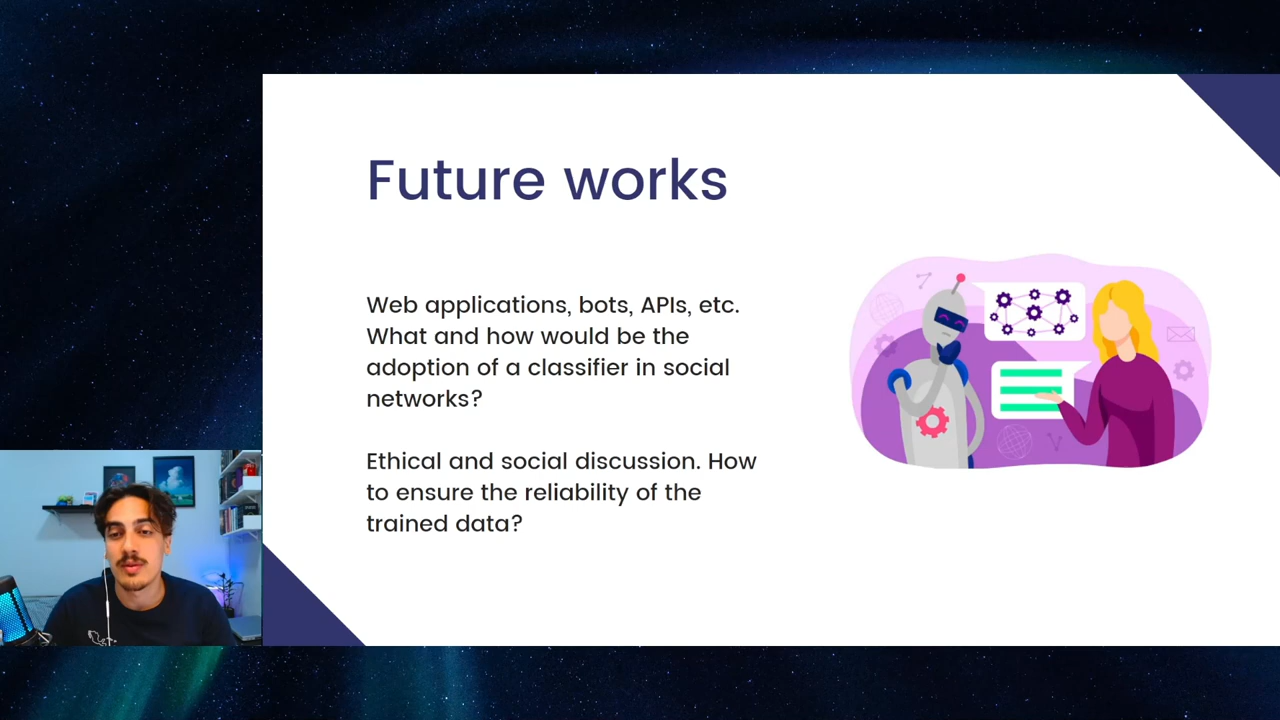 Future works
Web applications, bots, APIs, etc.
What and how would be the
adoption of a classifier in social
networks?
Ethical and social discussion. How
to ensure the reliability of the
trained data?